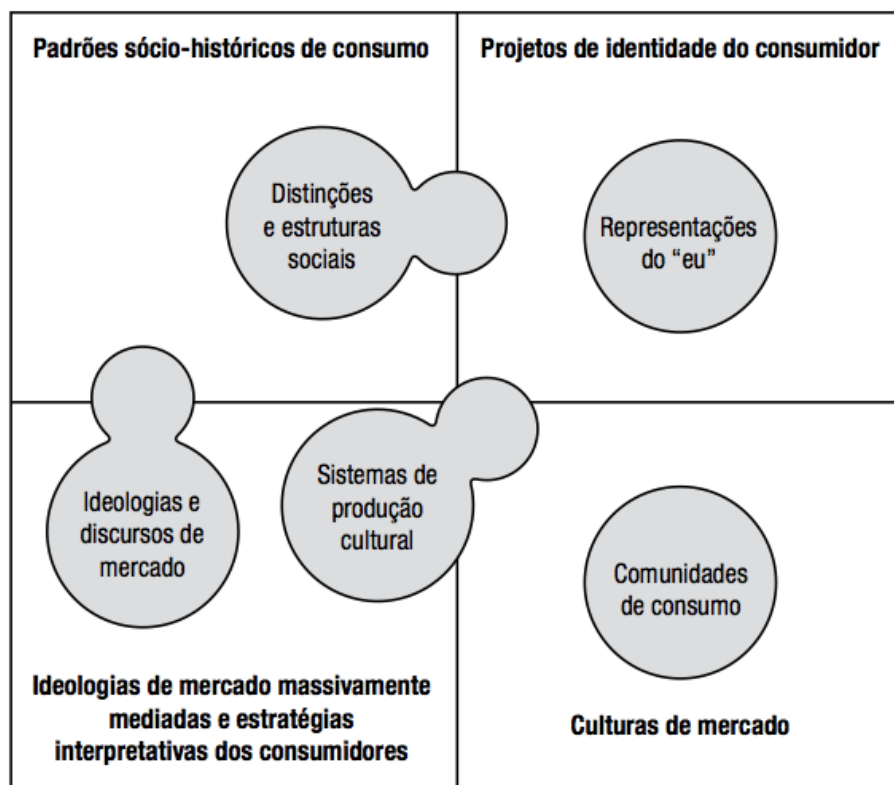 Padrões sócio-históricos de consumo
Projetos de identidade do consumidor
Distinções
e estruturas
sociais
Representações
do “eu”
Ideologias e
discursos de
mercado
Sistemas de
produção
cultural
Comunidades
de consumo
Ideologias de mercado massivamente
mediadas e estratégias
interpretativas dos consumidores
Culturas de mercado